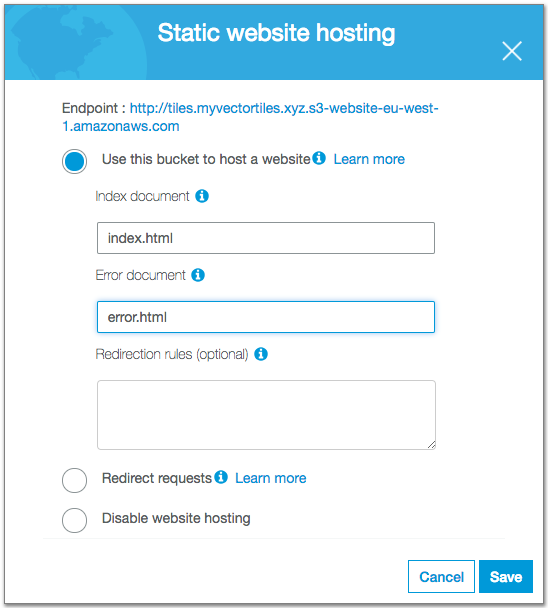 Static website hosting
Endpoint : http://tiles.myvectortiles.xyz.s3-website-eu-west-
1.amazonaws.com
Use this bucket to host a website Learn more
Index document
index.html
Error document
error.html
Redirection rules (optional)
Redirect requests Learn more
Disable website hosting
Cancel Save